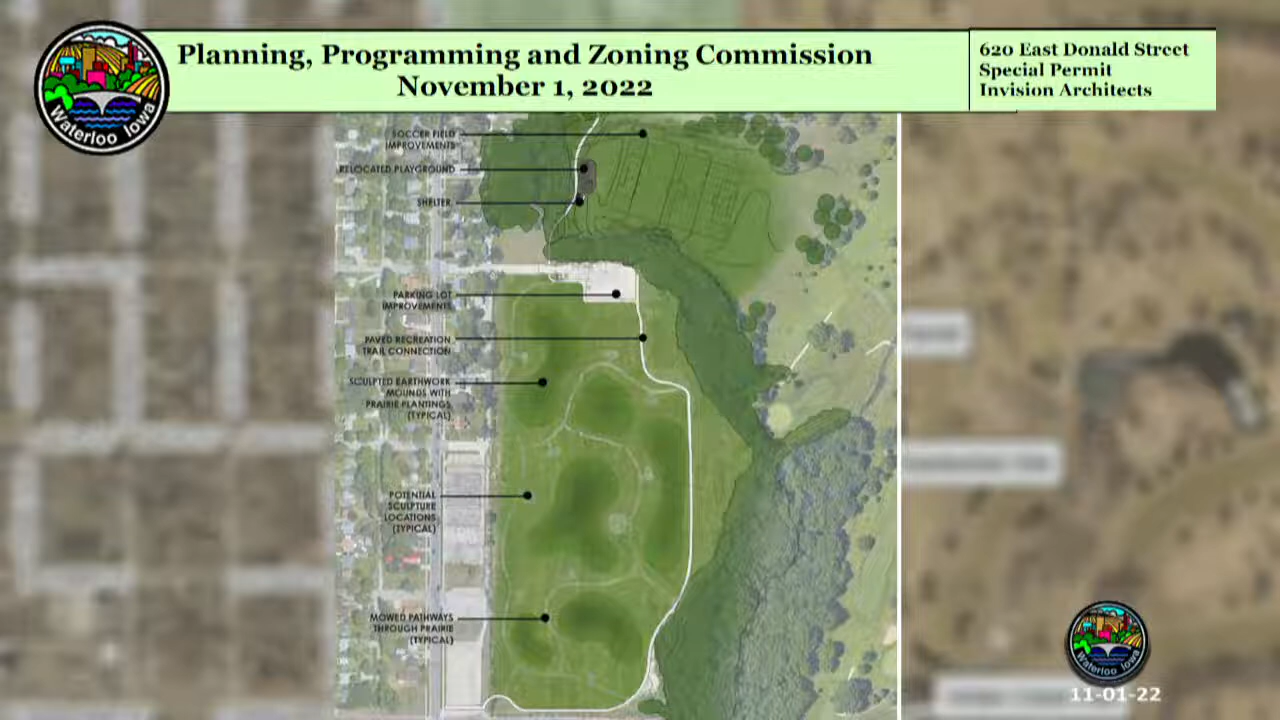 Planning, Programming and Zoning Commission
November 1, 2022
620 East Donald Street
Special Permit
Invision Architects
Waterloo Iowa
SOCCER FIELD
IMPROVEMENTS
RELOCATED PLAYGROUND
SHELTER
PARKING LOT
IMPROVEMENTS
PAVED RECREATION
TRAIL CONNECTION
SCULPTED EARTHWORK
MOUNDS WITH
PRAIRIE PLANTINGS
(TYPICAL)
POTENTIAL
SCULPTURE
LOCATIONS
(TYPICAL)
MOWED PATHWAYS
THROUGH PRAIRIE
(TYPICAL)
Waterloo Iowa
11-01-22